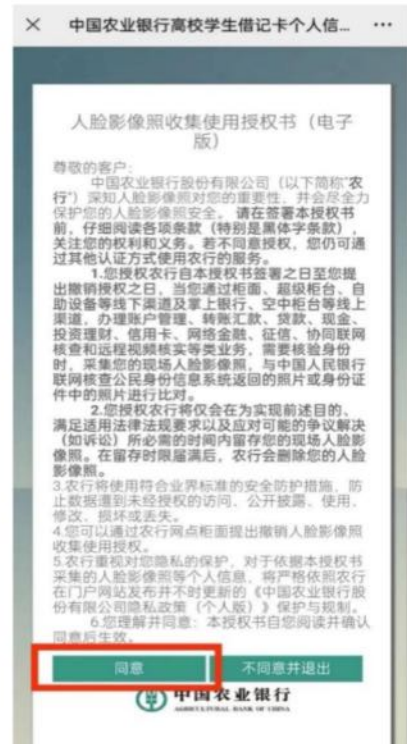 × 中国农业银行高校学生借记卡个人信... ···
人脸影像照收集使用授权书（电子
版）
尊敬的客户：
中国农业银行股份有限公司（以下简称"农
行"）深知人脸影像照对您的重要性，并会尽全力
保护您的人脸影像照安全。请在签署本授权书
前，仔细阅读各项条款（特别是黑体字条款），
关注您的权利和义务。若不同意授权，您仍可通
过其他认证方式使用农行的服务。
1.您授权农行自本授权书签署之日至您提
出撤销授权之日，当您通过柜面、超级柜台、自
助设备等线下渠道及掌上银行、空中柜台等线上
渠道，办理账户管理、转账汇款、贷款、现金、
投资理财、信用卡、网络金融、征信、协同联网
核查和远程视频核实等类业务，需要核验身份
时，采集您的现场人脸影像照，与中国人民银行
联网核查公民身份信息系统返回的照片或身份证
件中的照片进行比对。
2.您授权农行将仅会在为实现前述目的、
满足适用法律法规要求以及应对可能的争议解决
（如诉讼）所必需的时间内留存您的现场人脸影
像照。在留存时限届满后，农行会删除您的人脸
影像照。
3.农行将使用符合业界标准的安全防护措施，防
止数据遭到未经授权的访问、公开披露、使用、
修改、损坏或丢失。
4.您可以通过农行网点柜面提出撤销人脸影像照
收集使用授权。
5.农行重视对您隐私的保护，对于依据本授权书
采集的人脸影像照等个人信息，将严格依照农行
在门户网站发布并不时更新的《中国农业银行股
份有限公司隐私政策（个人版）》保护与规制。
6.您理解并同意：本授权书自您阅读并确认
同意后生效。
同意 不同意并退出
中国农业银行
AGRICULTURAL BANK OF CHINA